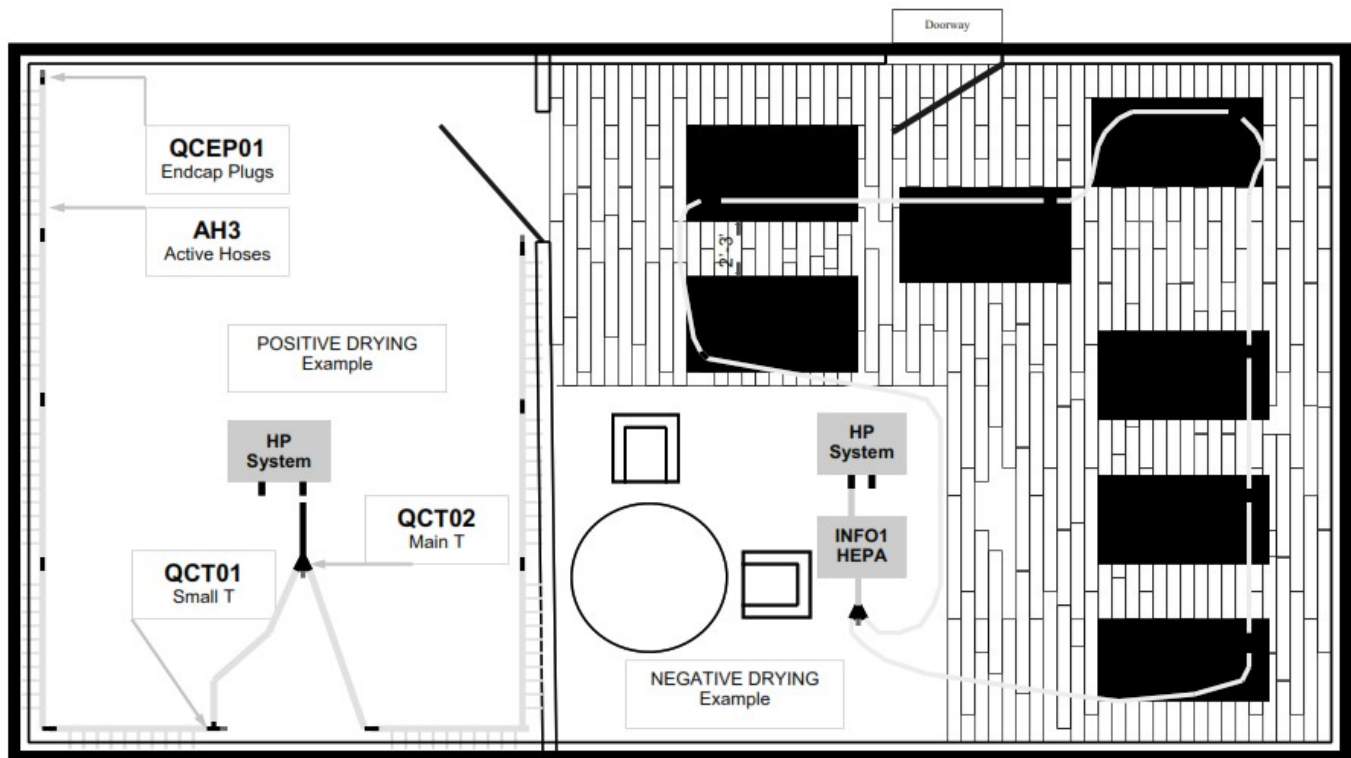 Doorway
QCEP01
Endcap Plugs
AH3
Active Hoses
2'-3'
POSITIVE DRYING
Example
HP
System
HP
System
QCT02
Main T
INFO1
HEPA
QCT01
Small T
NEGATIVE DRYING
Example